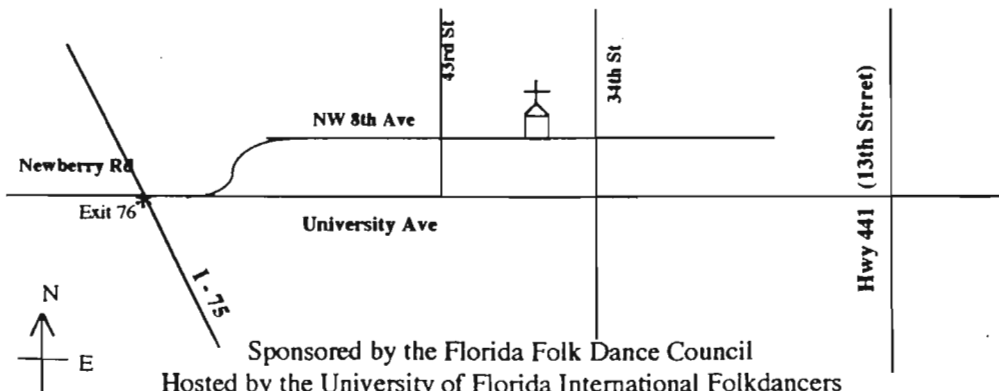 43rd St
34th St
NW 8th Ave
(13th Strret)
Newberry Rd
Exit 76
University Ave
Hwy 441
I - 75
N
E
Sponsored by the Florida Folk Dance Council
Hosted by the University of Florida International Folkdancers